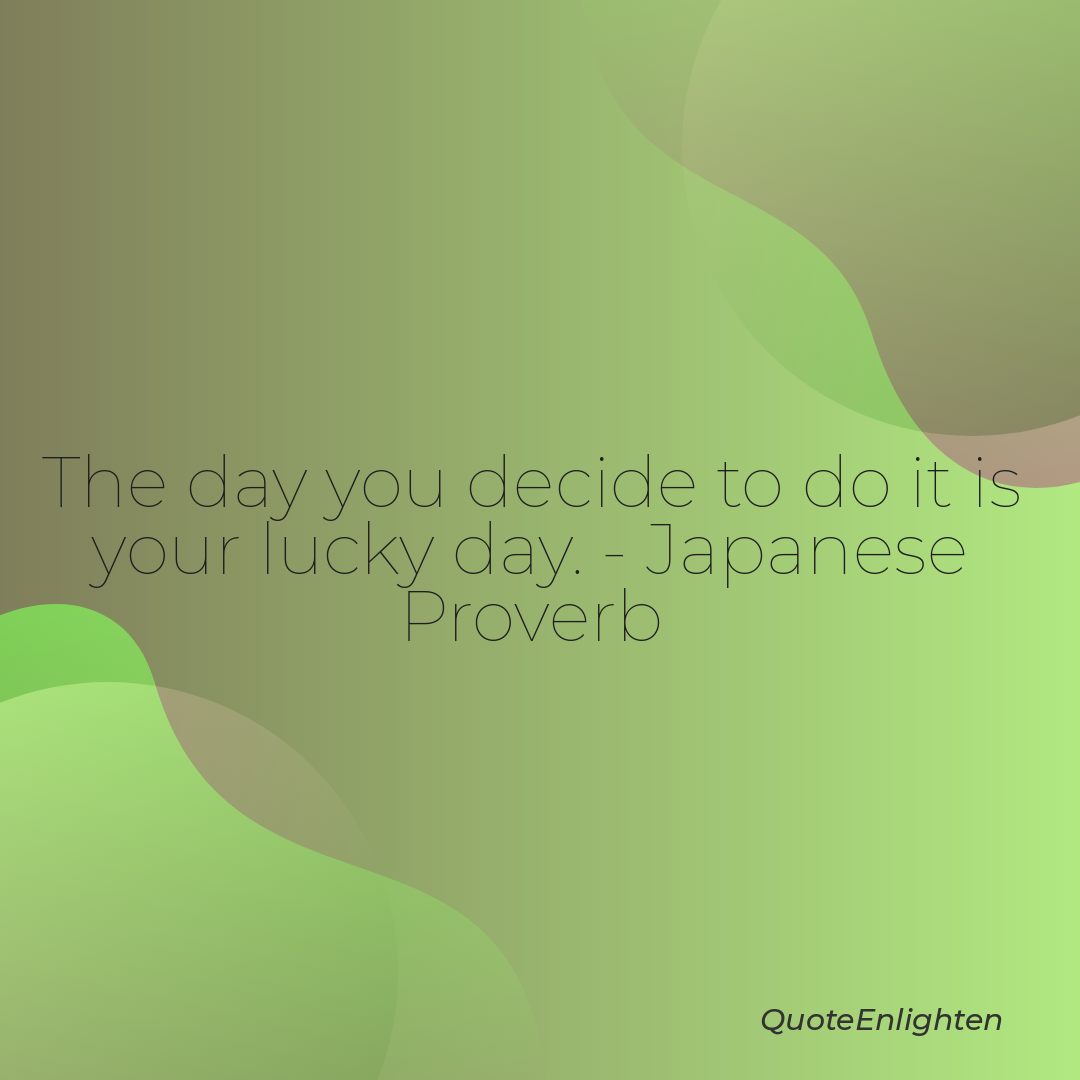 The day you decide to do it is
your lucky day. - Japanese
Proverb
QuoteEnlighten